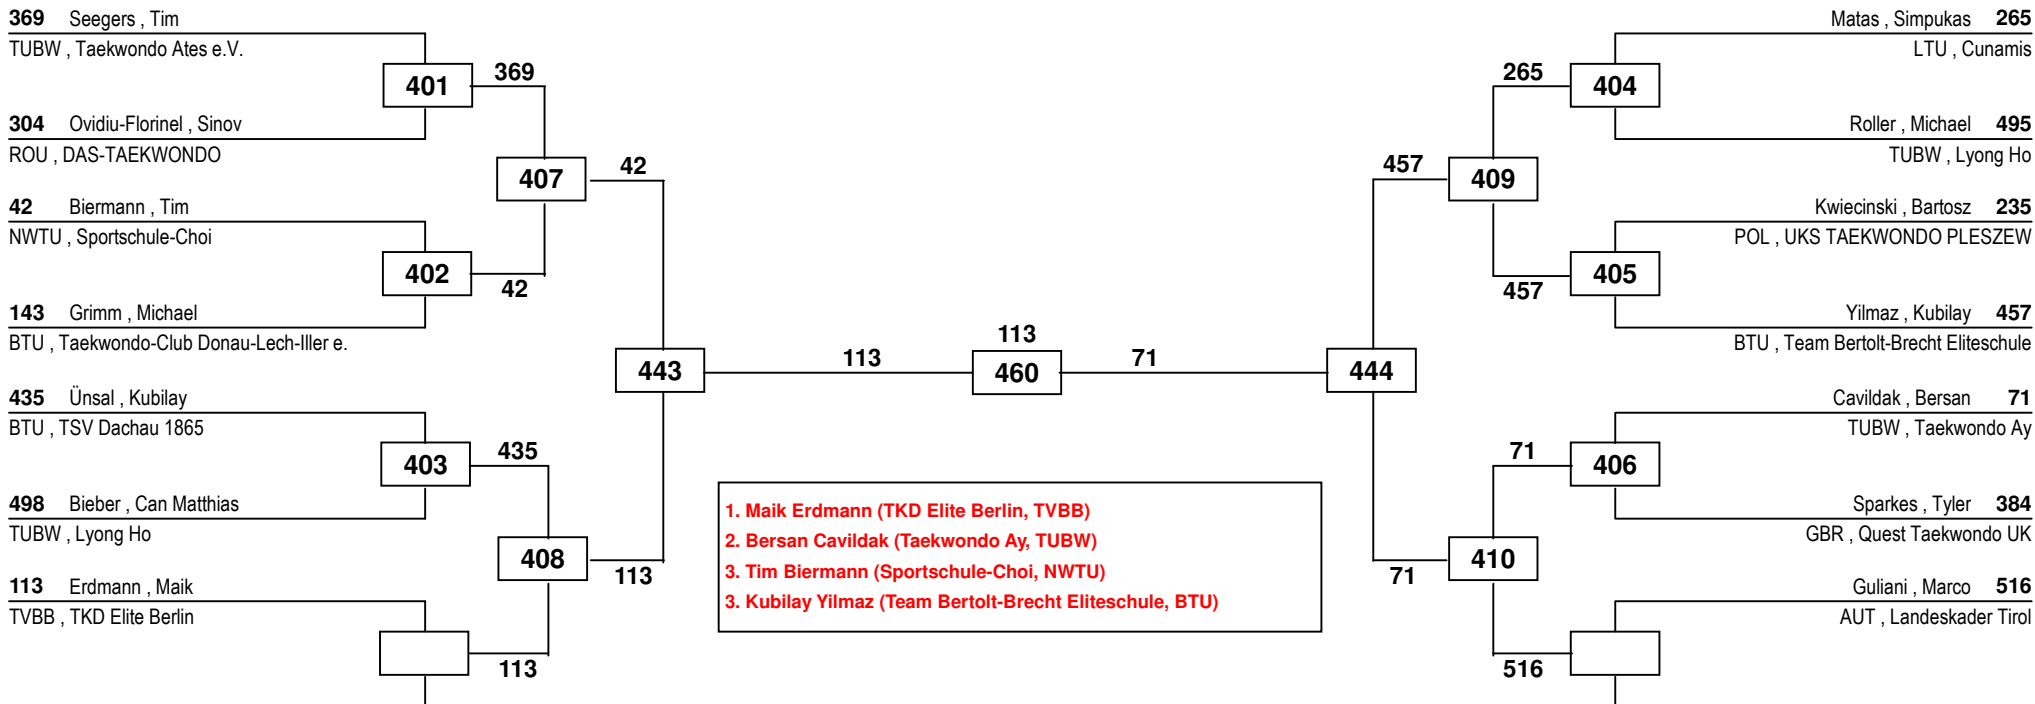 369 Seegers , Tim
TUBW , Taekwondo Ates e.V.
401
369
304 Ovidiu-Florinel , Sinov
ROU , DAS-TAEKWONDO
407
42
42 Biermann , Tim
NWTU , Sportschule-Choi
402
42
143 Grimm , Michael
BTU , Taekwondo-Club Donau-Lech-Iller e.
443
113
435 Ünsal , Kubilay
BTU , TSV Dachau 1865
403
435
498 Bieber , Can Matthias
TUBW , Lyong Ho
408
113
113 Erdmann , Maik
TVBB , TKD Elite Berlin
113
113
460
71
1. Maik Erdmann (TKD Elite Berlin, TVBB)
2. Bersan Cavildak (Taekwondo Ay, TUBW)
3. Tim Biermann (Sportschule-Choi, NWTU)
3. Kubilay Yilmaz (Team Bertolt-Brecht Eliteschule, BTU)
Matas , Simpukas 265
LTU , Cunamis
265
404
Roller , Michael 495
TUBW , Lyong Ho
457
409
Kwiecinski , Bartosz 235
POL , UKS TAEKWONDO PLESZEW
405
457
Yilmaz , Kubilay 457
BTU , Team Bertolt-Brecht Eliteschule
444
Cavildak , Bersan 71
TUBW , Taekwondo Ay
71
406
Sparkes , Tyler 384
GBR , Quest Taekwondo UK
410
71
Guliani , Marco 516
AUT , Landeskader Tirol
516